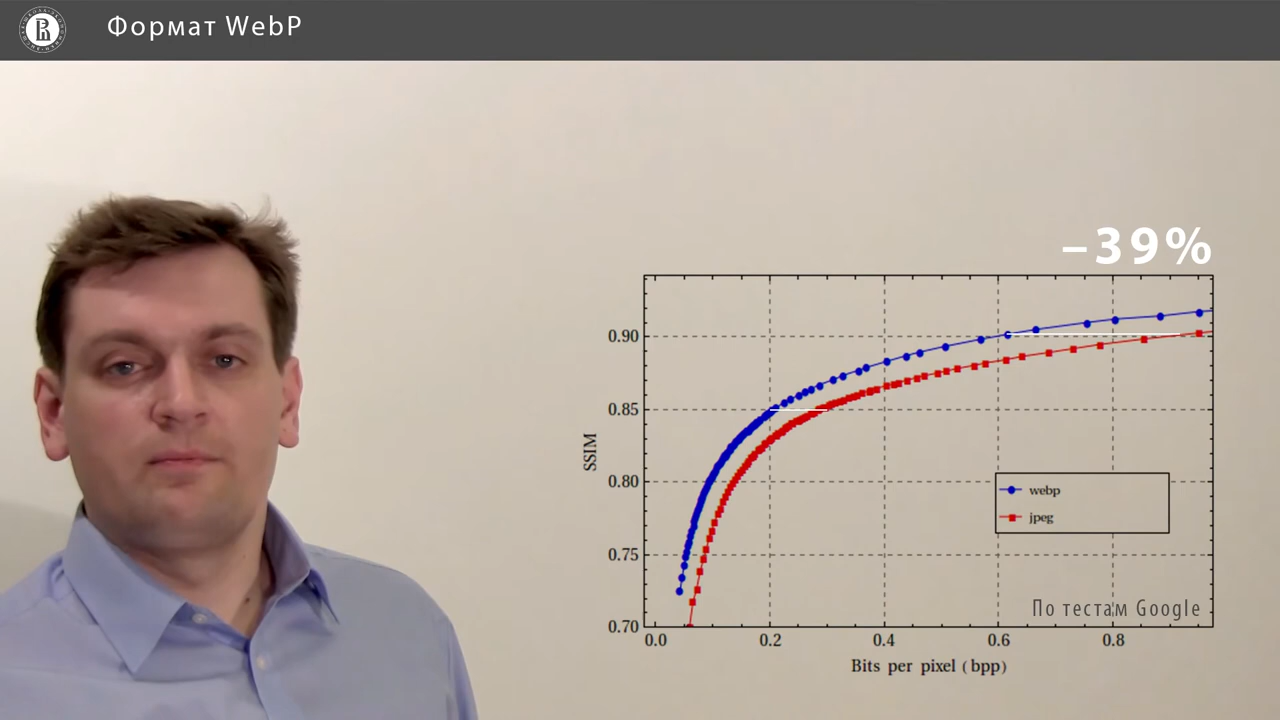 Формат WebP
–39%
0.90
0.85
SSIM
0.80
webp
jpeg
0.75
По тестам Google
0.70
0.0 0.2 0.4 0.6 0.8
Bits per pixel (bpp)